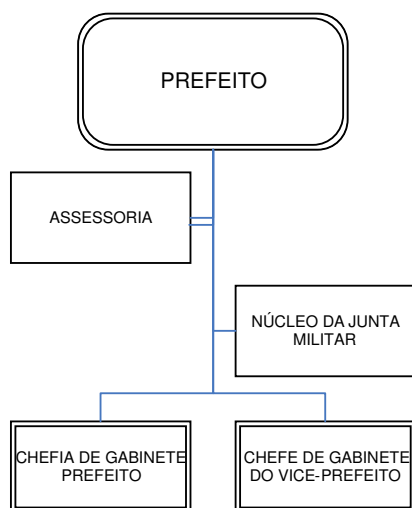 PREFEITO
ASSESSORIA
NÚCLEO DA JUNTA
MILITAR
CHEFIA DE GABINETE
PREFEITO
CHEFE DE GABINETE
DO VICE-PREFEITO